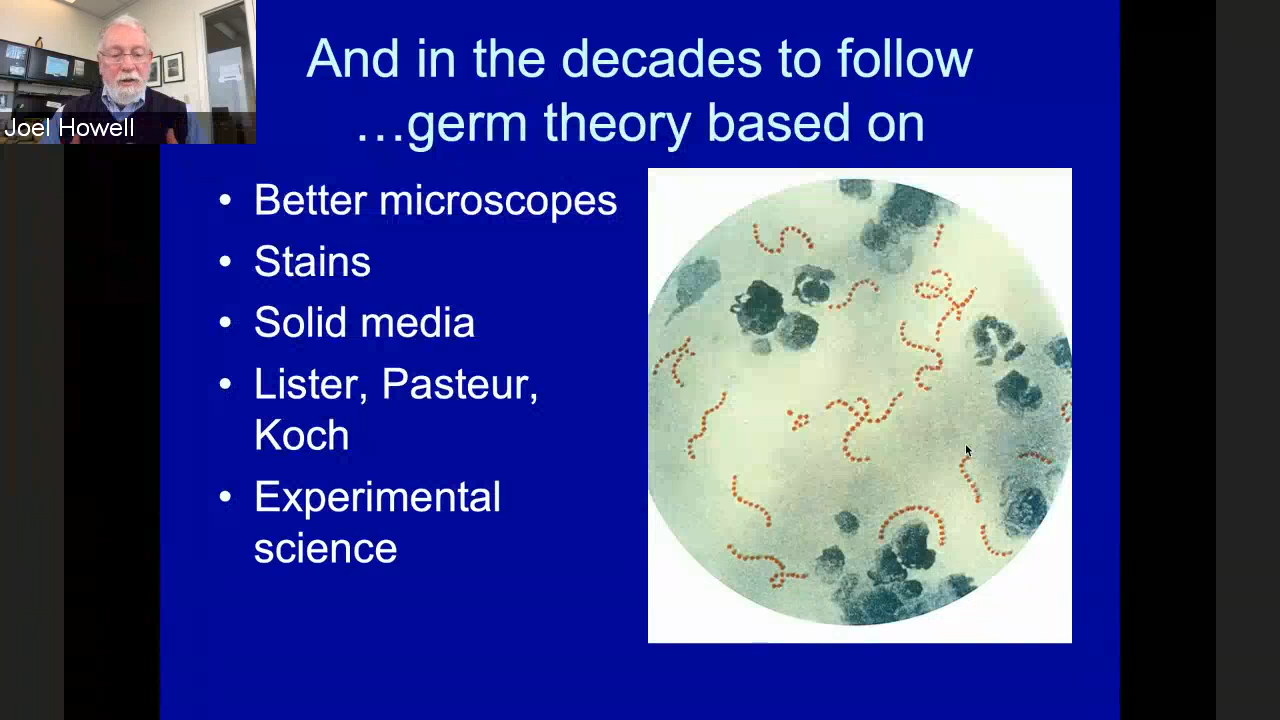 And in the decades to follow
…germ theory based on
Joel Howell
• Better microscopes
• Stains
• Solid media
• Lister, Pasteur,
Koch
• Experimental
science